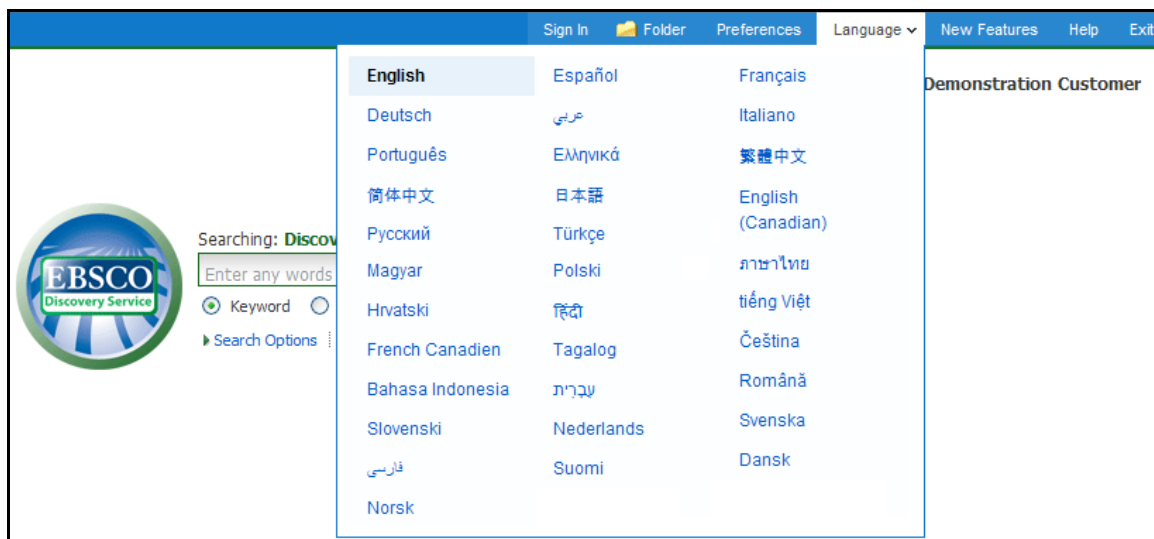 Sign In Folder Preferences Language New Features Help Exit
English Español Français
Demonstration Customer
Deutsch عربي Italiano
Português Ελληνικά 繁體中文
简体中文 日本語 English
(Canadian)
Русский Türkçe ภาษาไทย
Magyar Polski tiếng Việt
Hrvatski हिंदी Čeština
French Canadien Tagalog Română
Bahasa Indonesia עברית Svenska
Slovenski Nederlands Dansk
فارسی Suomi
Norsk
EBSCO
Discovery Service
Searching: Discov
Enter any words
Keyword
Search Options